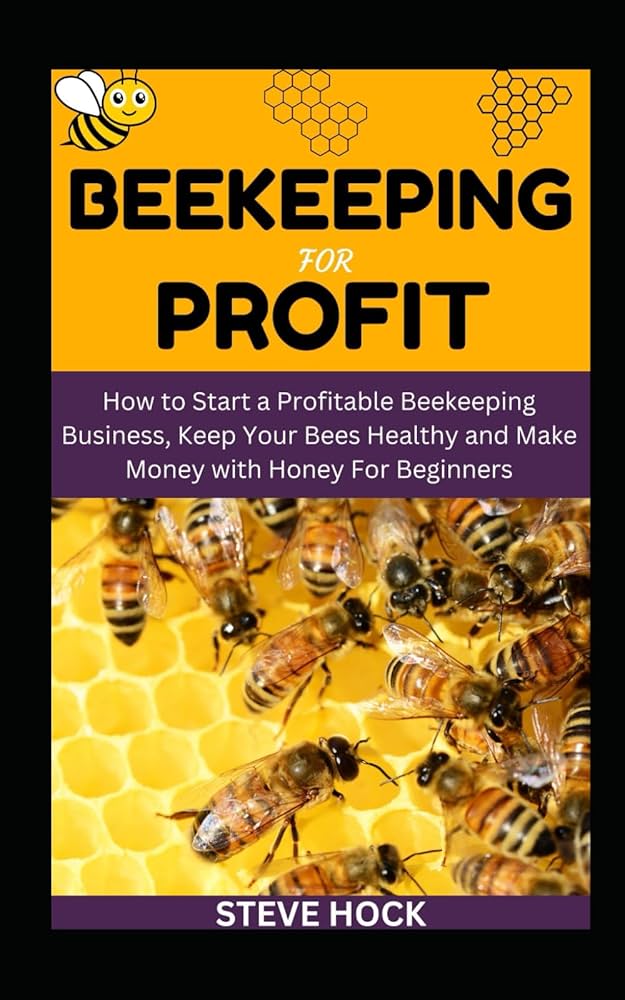 BEEKEEPING
FOR
PROFIT
How to Start a Profitable Beekeeping
Business, Keep Your Bees Healthy and Make
Money with Honey For Beginners
STEVE HOCK